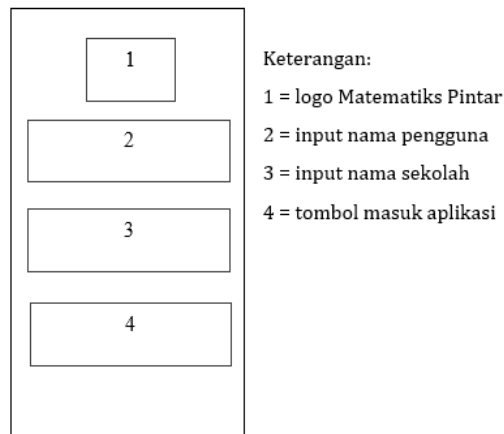 1
2
3
4
Keterangan:
1 = logo Matematiks Pintar
2 = input nama pengguna
3 = input nama sekolah
4 = tombol masuk aplikasi